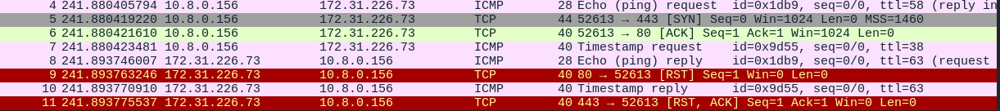 4 241.880405794 10.8.0.156 172.31.226.73 ICMP 28 Echo (ping) request id=0x1db9, seq=0/0, ttl=58 (reply in
5 241.880419220 10.8.0.156 172.31.226.73 TCP 44 52613 → 443 [SYN] Seq=0 Win=1024 Len=0 MSS=1460
6 241.880421610 10.8.0.156 172.31.226.73 TCP 40 52613 → 80 [ACK] Seq=1 Ack=1 Win=1024 Len=0
7 241.880423481 10.8.0.156 172.31.226.73 ICMP 40 Timestamp request id=0x9d55, seq=0/0, ttl=38
8 241.893746007 172.31.226.73 10.8.0.156 ICMP 28 Echo (ping) reply id=0x1db9, seq=0/0, ttl=63 (request
9 241.893763246 172.31.226.73 10.8.0.156 TCP 40 80 → 52613 [RST] Seq=1 Win=0 Len=0
10 241.893770910 172.31.226.73 10.8.0.156 ICMP 40 Timestamp reply id=0x9d55, seq=0/0, ttl=63
11 241.893775537 172.31.226.73 10.8.0.156 TCP 40 443 → 52613 [RST, ACK] Seq=1 Ack=1 Win=0 Len=0